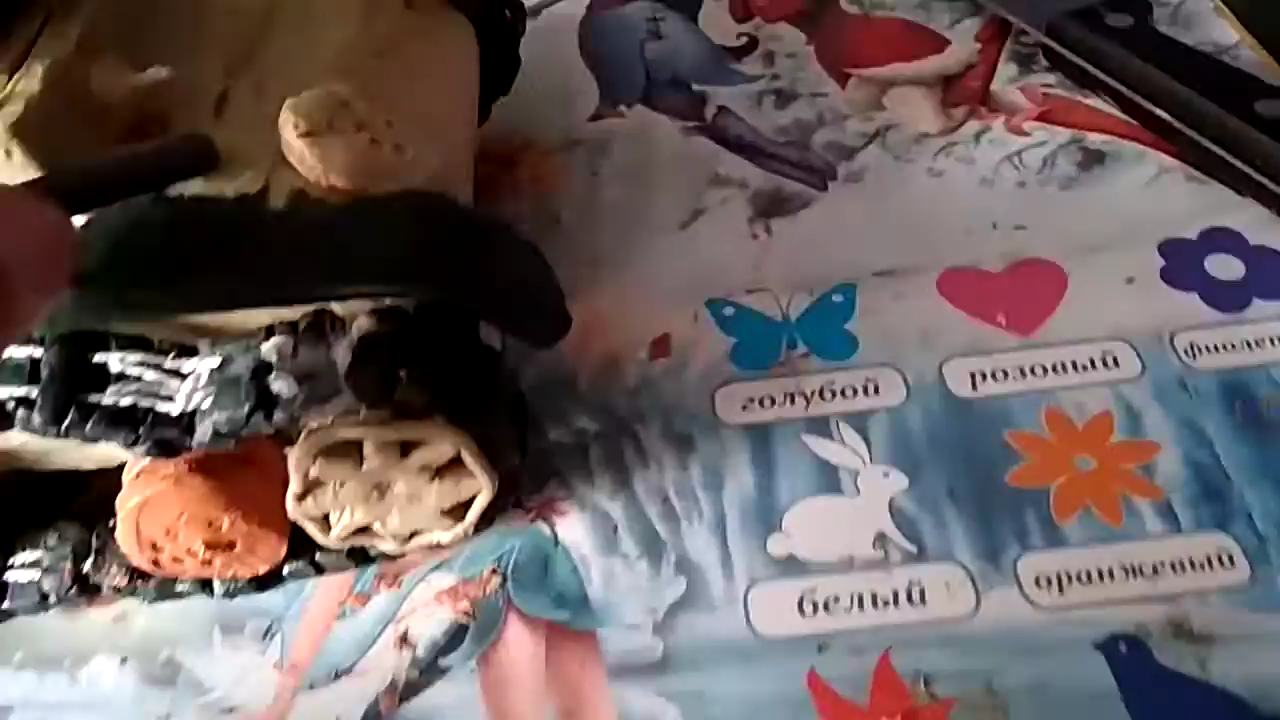 голубой
розовый
белый
оранжевый